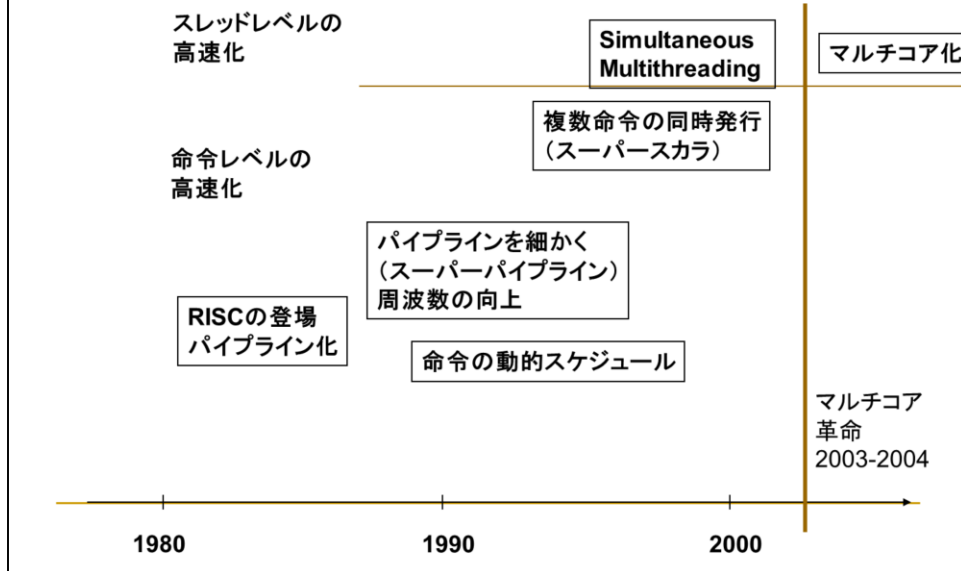 スレッドレベルの
高速化
Simultaneous
Multithreading
マルチコア化
複数命令の同時発行
（スーパースカラ）
命令レベルの
高速化
パイプラインを細かく
（スーパーパイプライン）
周波数の向上
RISCの登場
パイプライン化
命令の動的スケジュール
マルチコア
革命
2003-2004
1980
1990
2000